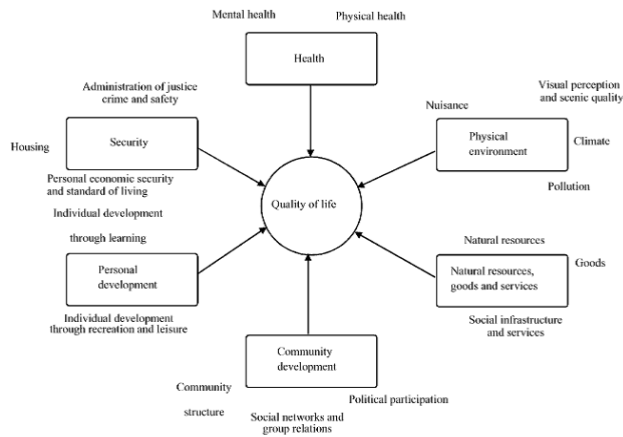 Mental health
Physical health
Health
Administration of justice
crime and safety
Housing
Security
Personal economic security
and standard of living
Visual perception
and scenic quality
Nuisance
Physical
environment
Climate
Pollution
Quality of life
Individual development
through learning
Personal
development
Individual development
through recreation and leisure
Natural resources
Goods
Natural resources,
goods and services
Social infrastructure
and services
Community
development
Community
structure
Social networks and
group relations
Political participation